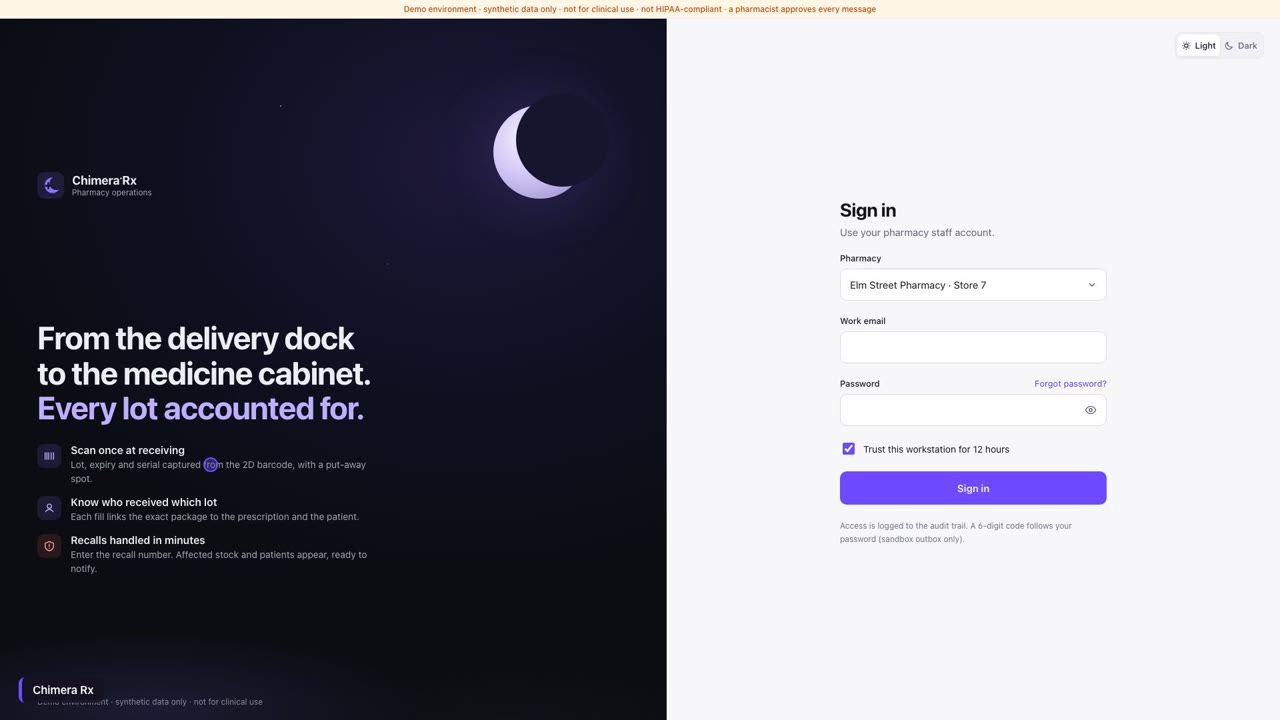 Demo environment · synthetic data only · not for clinical use · not HIPAA-compliant · a pharmacist approves every message
Light
Dark
Chimera Rx
Pharmacy operations
From the delivery dock
to the medicine cabinet.
Every lot accounted for.
Scan once at receiving
Lot, expiry and serial captured from the 2D barcode, with a put-away
spot.
Know who received which lot
Each fill links the exact package to the prescription and the patient.
Recalls handled in minutes
Enter the recall number. Affected stock and patients appear, ready to
notify.
Chimera Rx
Demo environment · synthetic data only · not for clinical use
Sign in
Use your pharmacy staff account.
Pharmacy
Elm Street Pharmacy · Store 7
Work email
Password
Forgot password?
Trust this workstation for 12 hours
Sign in
Access is logged to the audit trail. A 6-digit code follows your
password (sandbox outbox only).